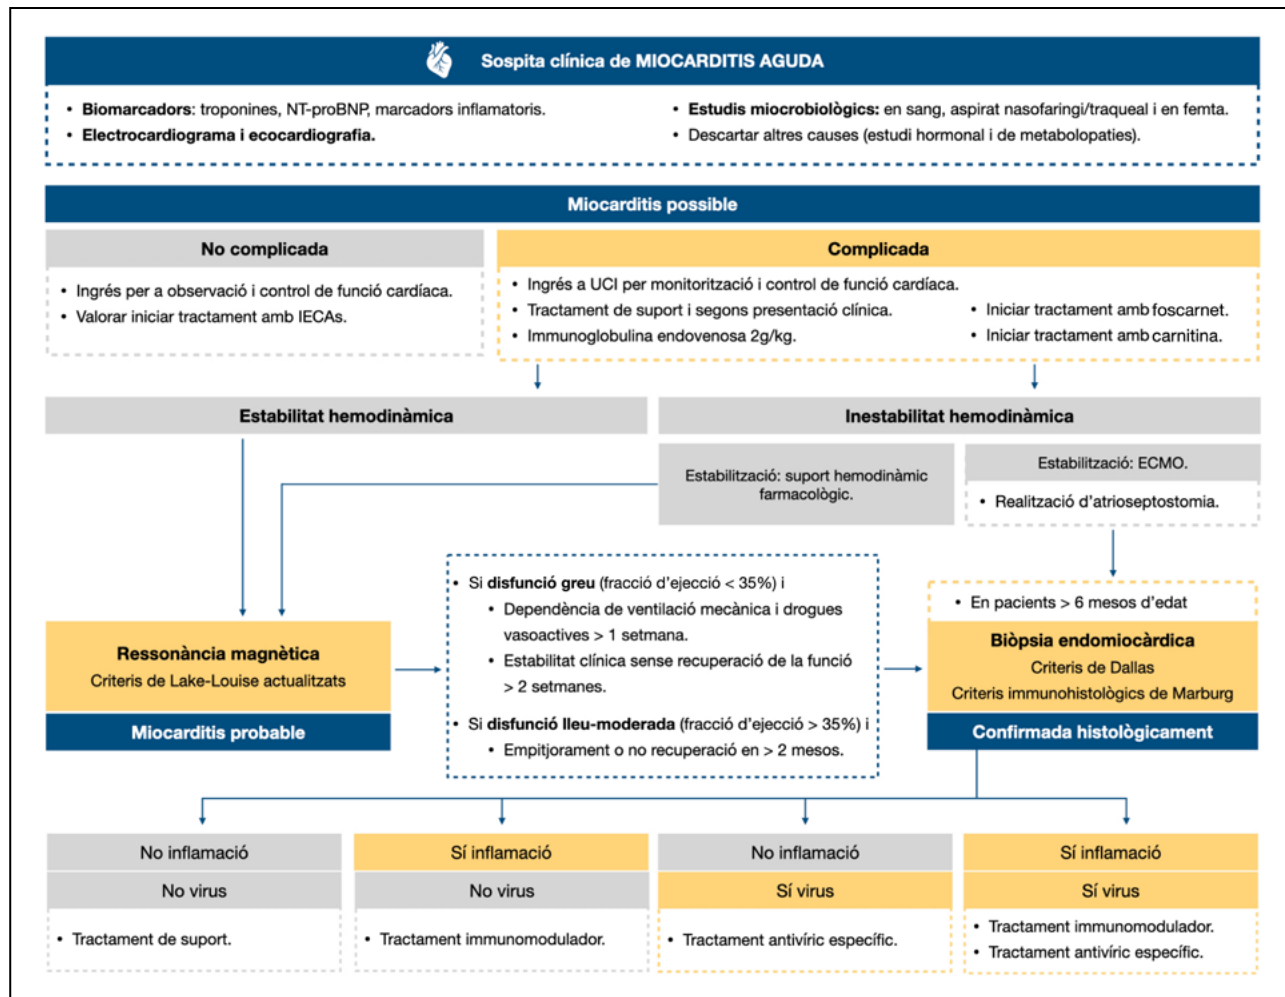 Sospita clínica de MIOCARDITIS AGUDA
• Biomarcadors: troponines, NT-proBNP, marcadors inflamatoris.
• Electrocardiograma i ecocardiografia.
• Estudis miocrobiològics: en sang, aspirat nasofaringi/traqueal i en femta.
• Descartar altres causes (estudi hormonal i de metabolopaties).
Miocarditis possible
No complicada
• Ingrés per a observació i control de funció cardíaca.
• Valorar iniciar tractament amb IECAs.
Complicada
• Ingrés a UCI per monitorització i control de funció cardíaca.
• Tractament de suport i segons presentació clínica.
• Immunoglobulina endovenosa 2g/kg.
• Iniciar tractament amb foscarnet.
• Iniciar tractament amb carnitina.
Estabilitat hemodinàmica
Inestabilitat hemodinàmica
Estabilització: suport hemodinàmic
farmacològic.
Estabilització: ECMO.
• Realització d'atrioseptostomia.
• Si disfunció greu (fracció d'ejecció < 35%) i
• Dependència de ventilació mecànica i drogues
vasoactives > 1 setmana.
• Estabilitat clínica sense recuperació de la funció
> 2 setmanes.
• Si disfunció lleu-moderada (fracció d'ejecció > 35%) i
• Empitjorament o no recuperació en > 2 mesos.
Ressonància magnètica
Criteris de Lake-Louise actualitzats
Miocarditis probable
• En pacients > 6 mesos d'edat
Biòpsia endomiocàrdica
Criteris de Dallas
Criteris immunohistològics de Marburg
Confirmada histològicament
No inflamació
No virus
• Tractament de suport.
Sí inflamació
No virus
• Tractament immunomodulador.
No inflamació
Sí virus
• Tractament antivíric específic.
Sí inflamació
Sí virus
• Tractament immunomodulador.
• Tractament antivíric específic.